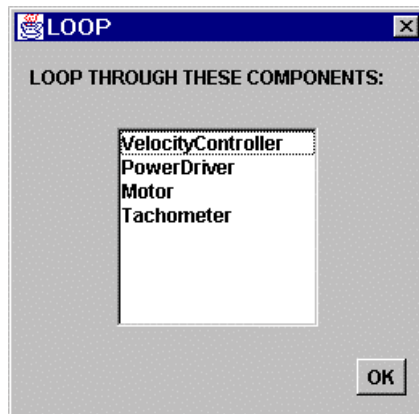 LOOP
LOOP THROUGH THESE COMPONENTS:
VelocityController
PowerDriver
Motor
Tachometer
OK